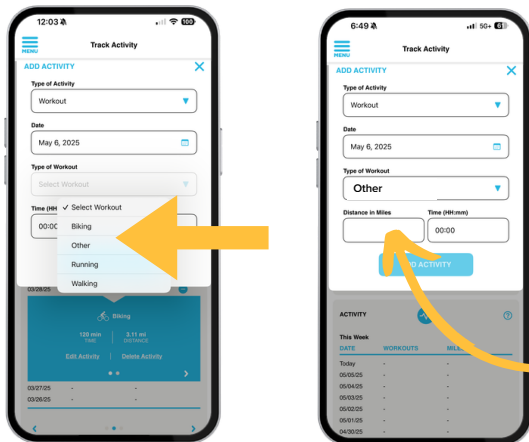 12:03
MENU
Track Activity
ADD ACTIVITY
Type of Activity
Workout
Date
May 6, 2025
Type of Workout
Select Workout
Time (HH
✓ Select Workout
00:00
Biking
Other
Running
Walking
03/28/25
Biking
120 min
TIME
3.11 mi
DISTANCE
Edit Activity
Delete Activity
03/27/25 - -
03/26/25 - -
6:49
50+
MENU
Track Activity
ADD ACTIVITY
Type of Activity
Workout
Date
May 6, 2025
Type of Workout
Other
Distance in Miles
Time (HH:mm)
00:00
ADD ACTIVITY
ACTIVITY
This Week
DATE WORKOUTS MILES
Today - -
05/05/25 - -
05/04/25 - -
05/03/25 - -
05/02/25 - -
05/01/25 - -
04/30/25 - -